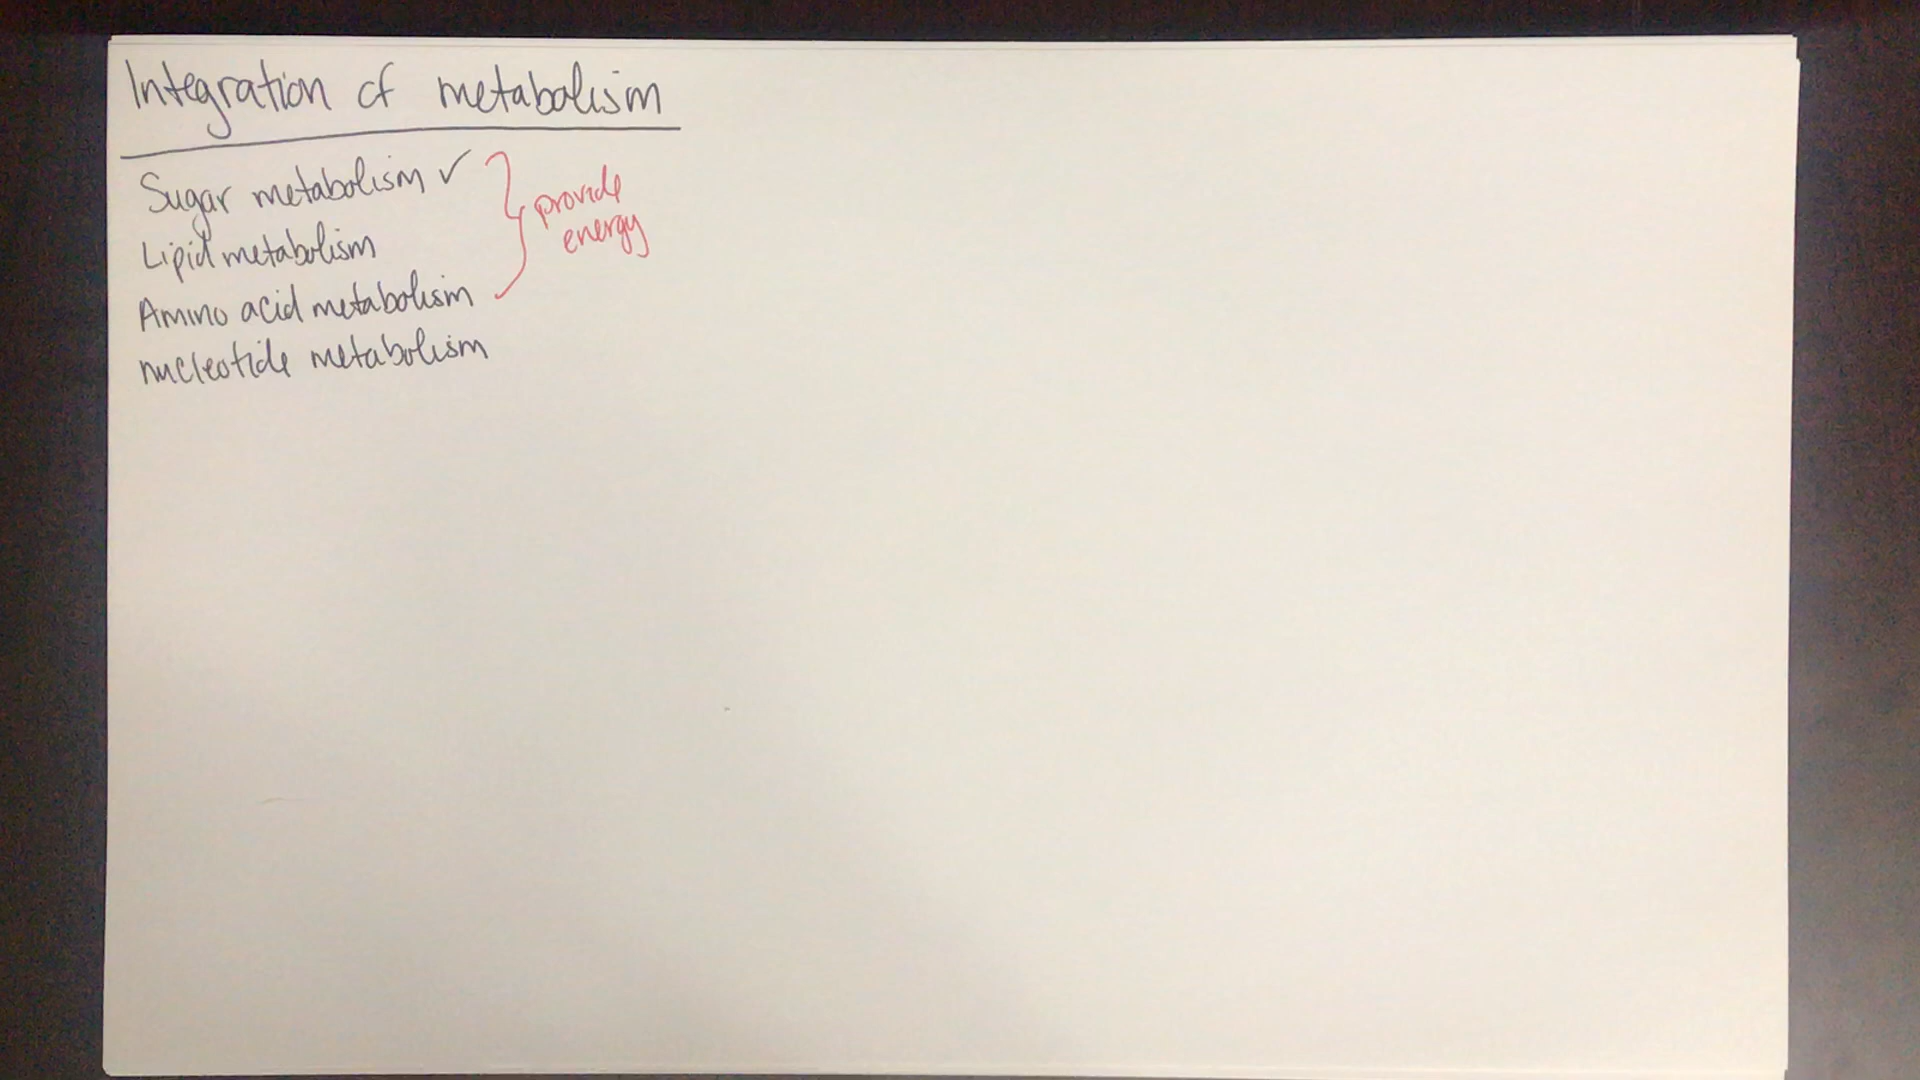 Integration of metabolism
Sugar metabolism ✓
Lipid metabolism
Amino acid metabolism
nucleotide metabolism
provide
energy